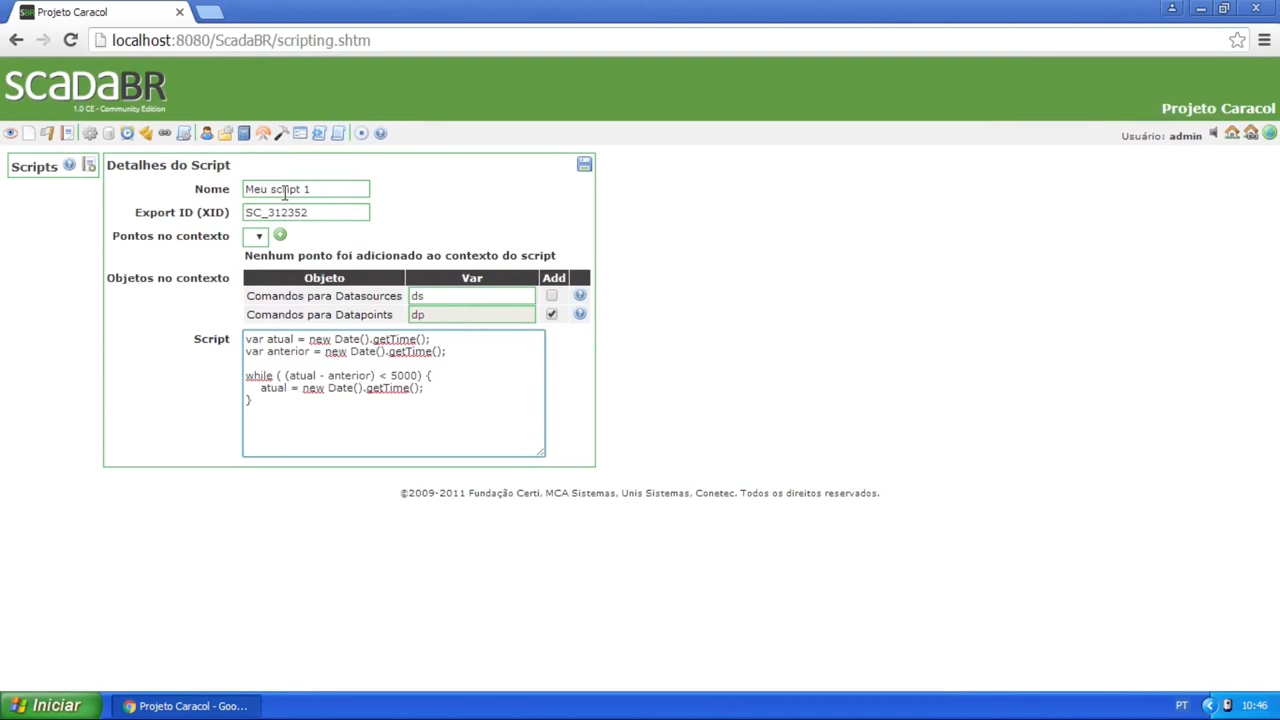 SBR Projeto Caracol
localhost:8080/ScadaBR/scripting.shtm
SCADABR
1.0 CE - Community Edition
Projeto Caracol
Usuário: admin
Scripts
Detalhes do Script
Nome Meu script 1
Export ID (XID) SC_312352
Pontos no contexto
Nenhum ponto foi adicionado ao contexto do script
Objetos no contexto Objeto Var Add
Comandos para Datasources ds
Comandos para Datapoints dp
Script var atual = new Date().getTime();
var anterior = new Date().getTime();
while ( (atual - anterior) < 5000) {
atual = new Date().getTime();
}
©2009-2011 Fundação Certi, MCA Sistemas, Unis Sistemas, Conetec. Todos os direitos reservados.
Iniciar Projeto Caracol - Goo... PT 10:46